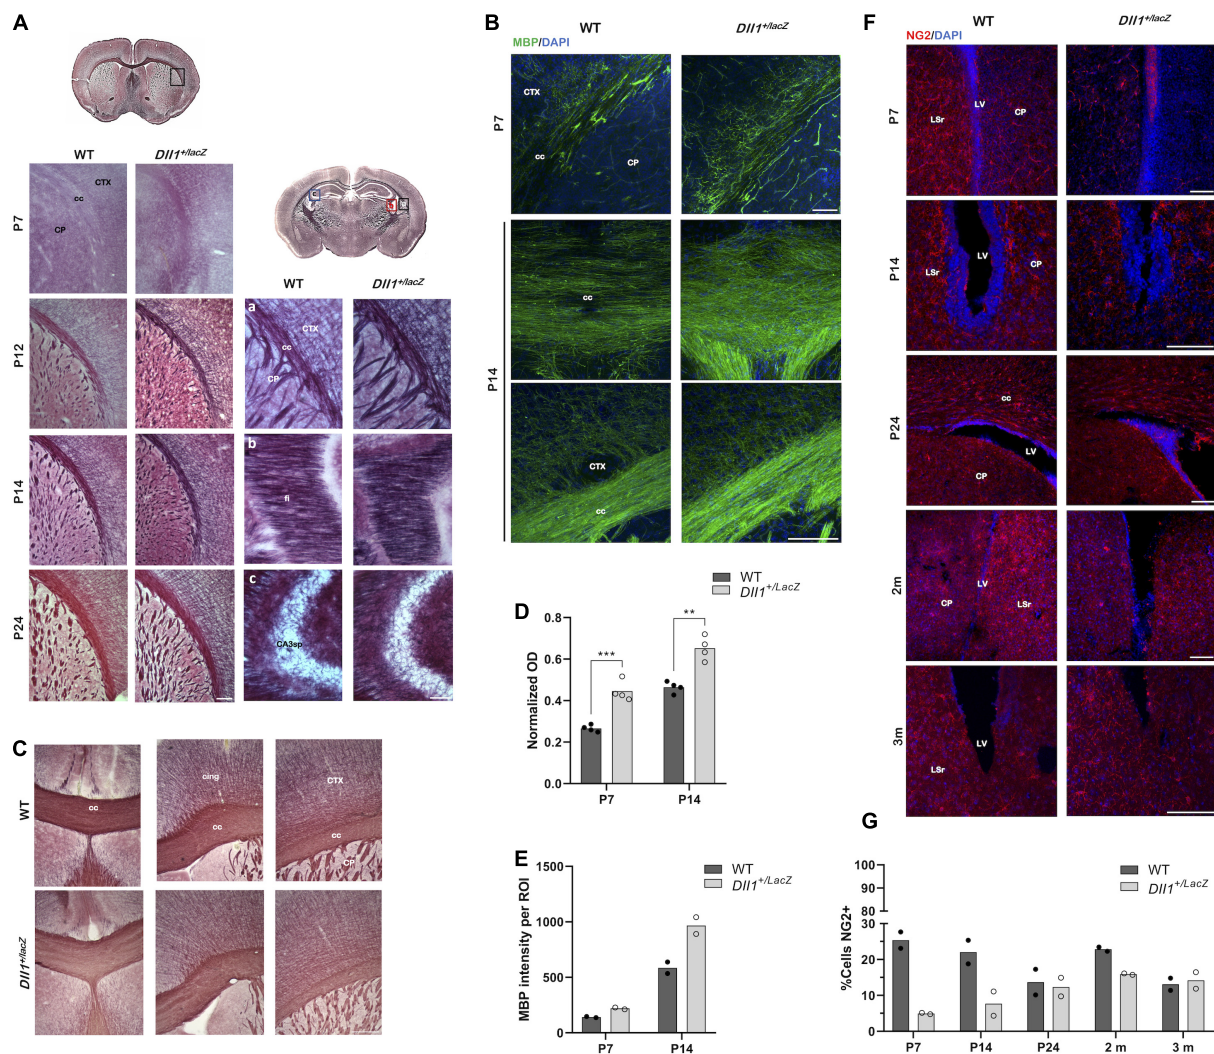 A
WT
Dll1+/lacZ
P7
CTX
cc
CP
P12
P14
P24
c
b
a
WT
Dll1+/lacZ
a
CTX
cc
CP
b
fi
c
CA3sp
B
WT
Dll1+/lacZ
MBP/DAPI
P7
CTX
cc
CP
P14
cc
CTX
cc
C
WT
cc
cing
cc
CTX
cc
CP
Dll1+/lacZ
D
WT
Dll1+/LacZ
Normalized OD
0.8
0.6
0.4
0.2
0.0
***
**
P7
P14
E
WT
Dll1+/LacZ
MBP intensity per ROI
1500
1000
500
0
P7
P14
F
WT
Dll1+/lacZ
NG2/DAPI
P7
LSr
LV
CP
P14
LSr
LV
CP
P24
cc
LV
CP
LV
2m
CP
LV
LSr
3m
LSr
LV
G
WT
Dll1+/LacZ
%Cells NG2+
100
90
80
25
20
15
10
5
0
P7
P14
P24
2 m
3 m